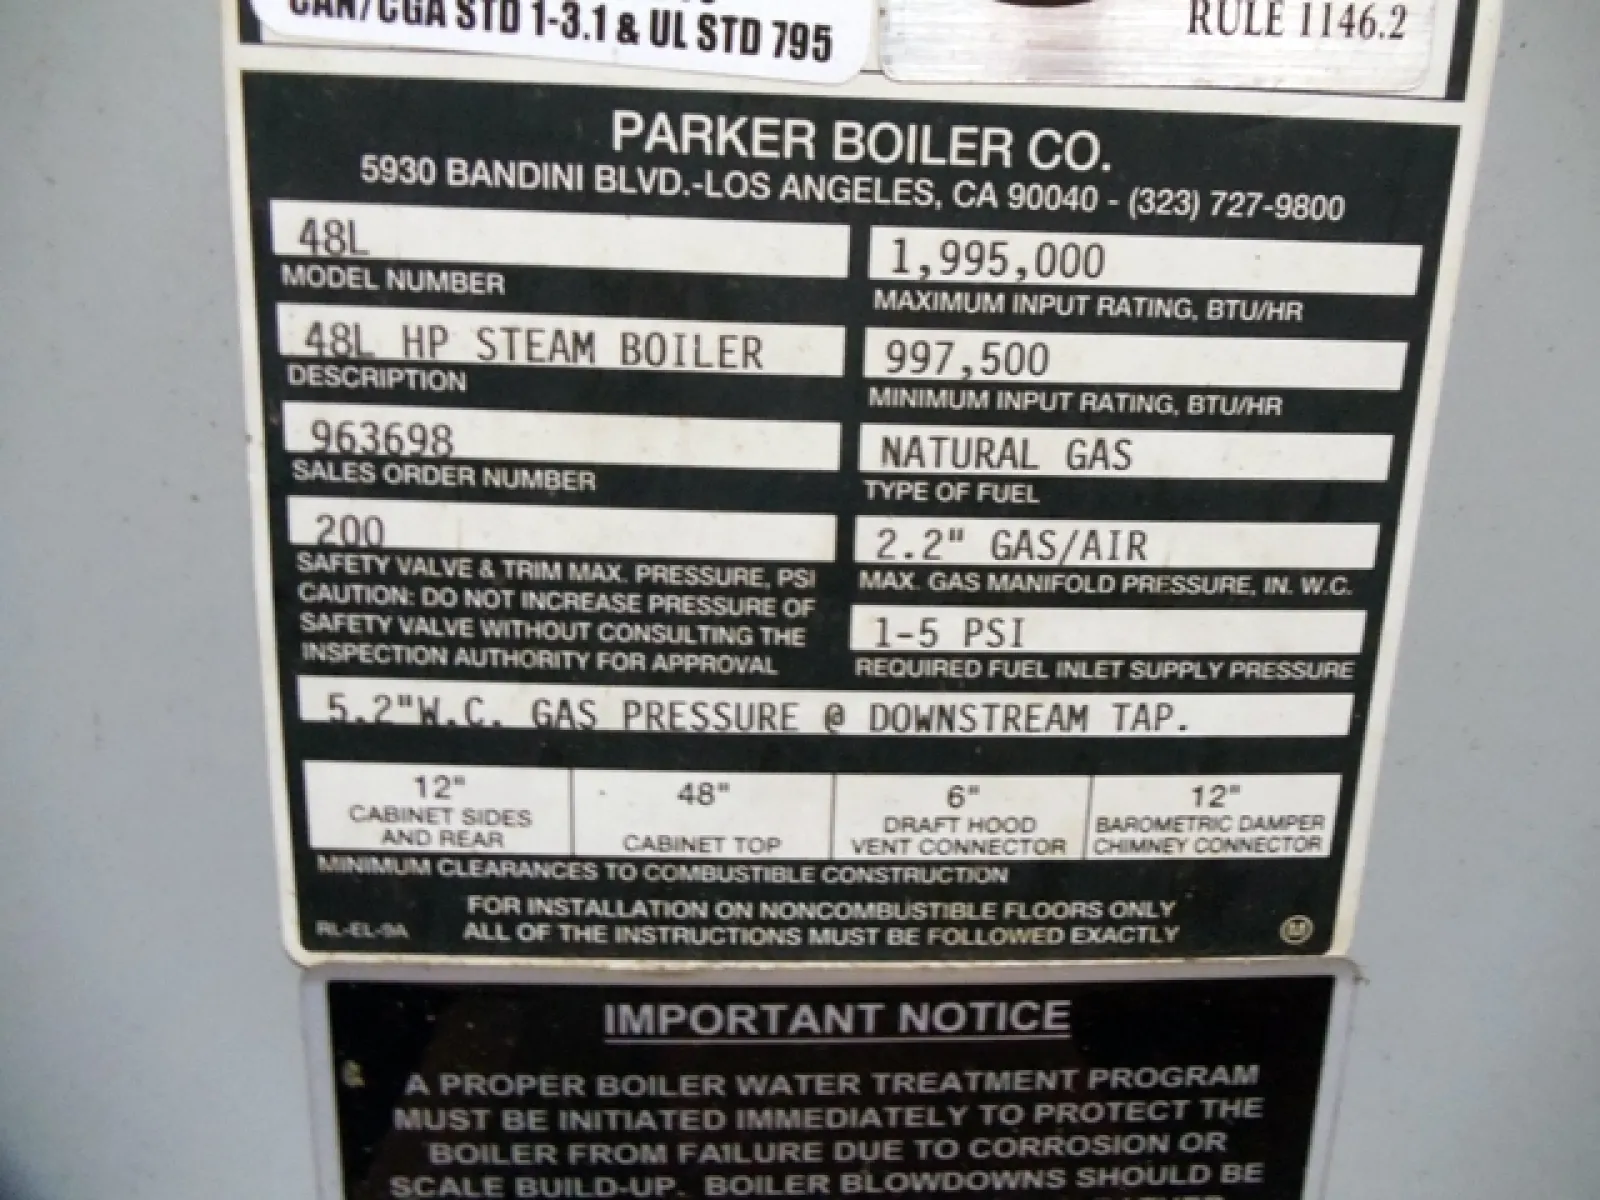 CAN/CGA STD 1-3.1 & UL STD 795
RULE 1146.2
PARKER BOILER CO.
5930 BANDINI BLVD.-LOS ANGELES, CA 90040 - (323) 727-9800
48L
MODEL NUMBER
1,995,000
MAXIMUM INPUT RATING, BTU/HR
48L HP STEAM BOILER
DESCRIPTION
997,500
MINIMUM INPUT RATING, BTU/HR
963698
SALES ORDER NUMBER
NATURAL GAS
TYPE OF FUEL
200
SAFETY VALVE & TRIM MAX. PRESSURE, PSI
CAUTION: DO NOT INCREASE PRESSURE OF
SAFETY VALVE WITHOUT CONSULTING THE
INSPECTION AUTHORITY FOR APPROVAL
2.2" GAS/AIR
MAX. GAS MANIFOLD PRESSURE, IN. W.C.
1-5 PSI
REQUIRED FUEL INLET SUPPLY PRESSURE
5.2"W.C. GAS PRESSURE @ DOWNSTREAM TAP.
12"
CABINET SIDES
AND REAR
48"
CABINET TOP
6"
DRAFT HOOD
VENT CONNECTOR
12"
BAROMETRIC DAMPER
CHIMNEY CONNECTOR
MINIMUM CLEARANCES TO COMBUSTIBLE CONSTRUCTION
FOR INSTALLATION ON NONCOMBUSTIBLE FLOORS ONLY
RL-EL-9A ALL OF THE INSTRUCTIONS MUST BE FOLLOWED EXACTLY
M
IMPORTANT NOTICE
A PROPER BOILER WATER TREATMENT PROGRAM
MUST BE INITIATED IMMEDIATELY TO PROTECT THE
BOILER FROM FAILURE DUE TO CORROSION OR
SCALE BUILD-UP. BOILER BLOWDOWNS SHOULD BE